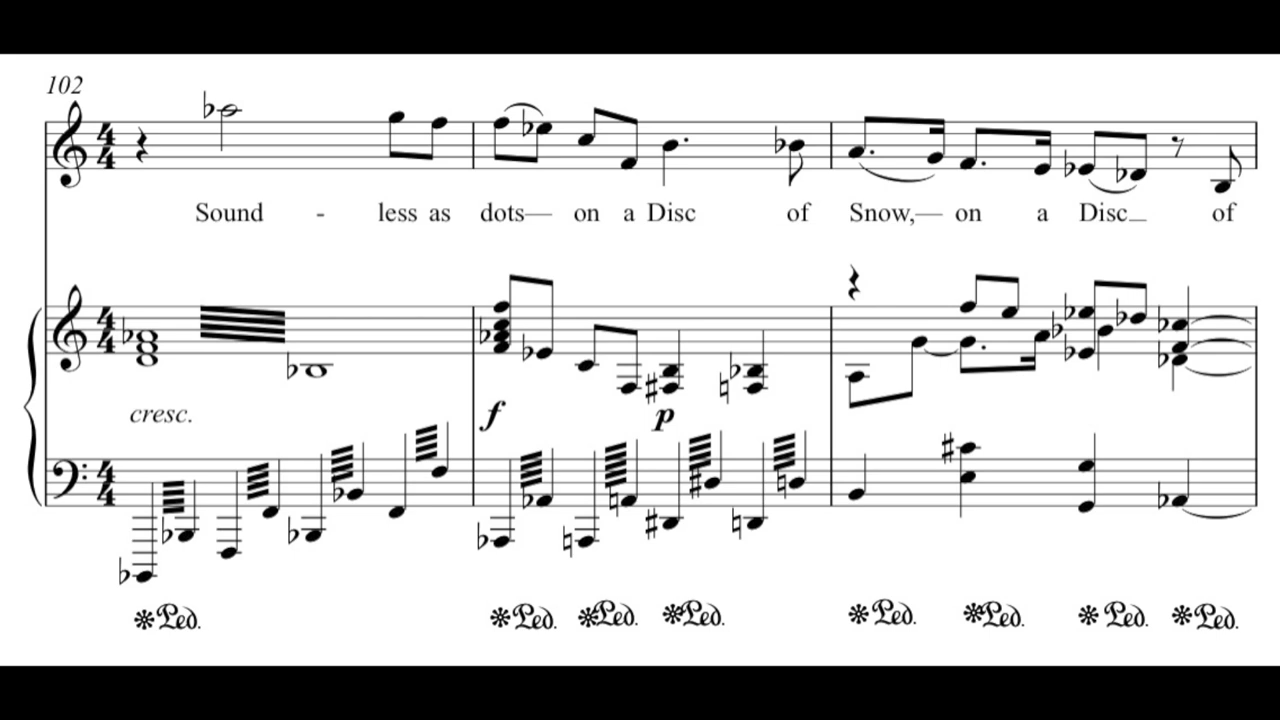 102
Sound - less as dots— on a Disc of Snow,— on a Disc_ of
cresc.
f p
Ped. Ped. Ped. Ped. Ped. Ped. Ped. Ped.